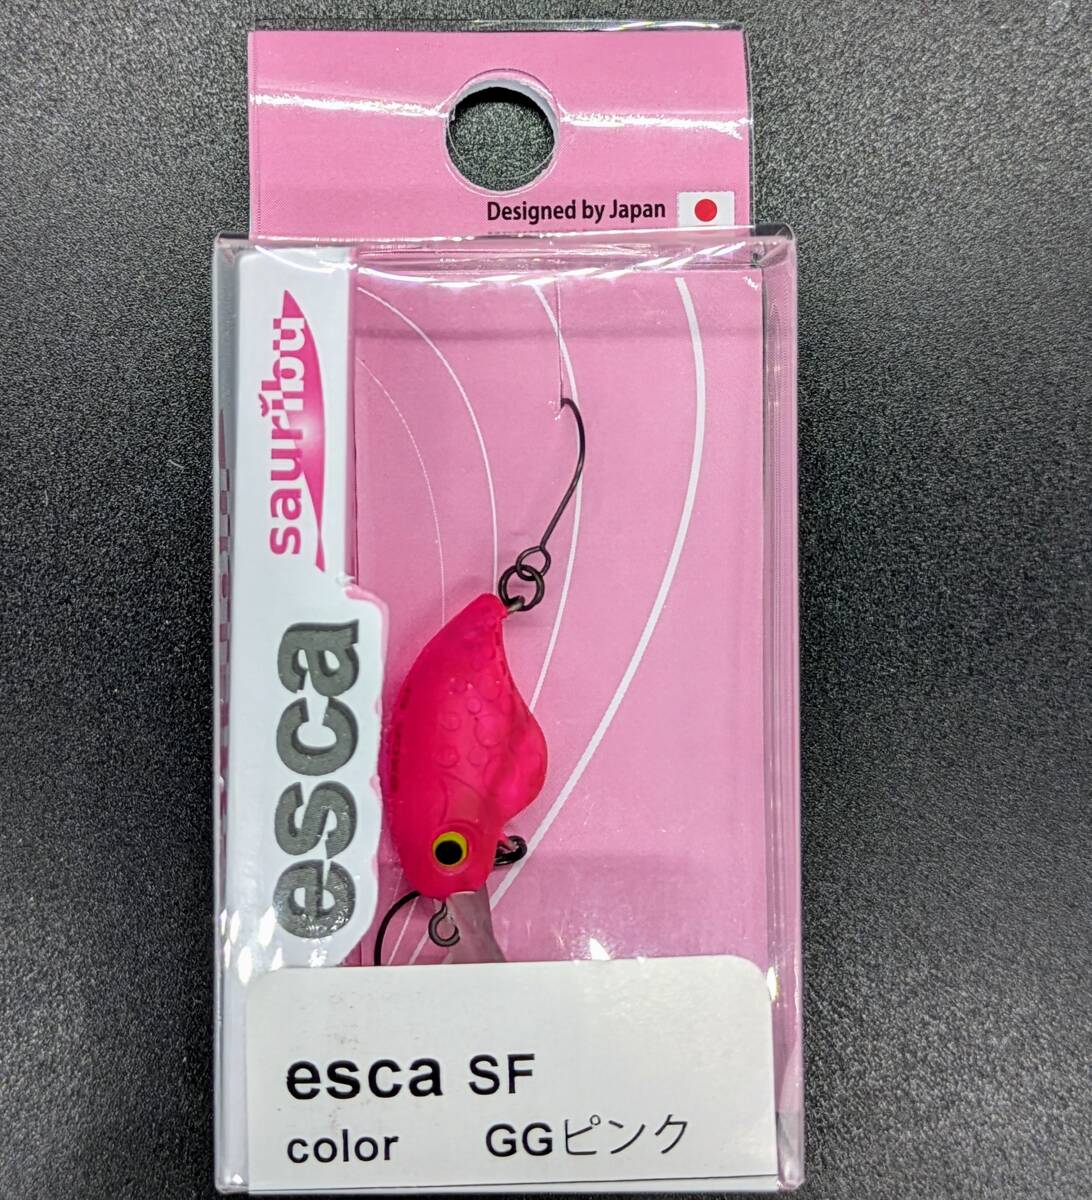 Designed by Japan
sauribu
esca
esca SF
color GGピンク